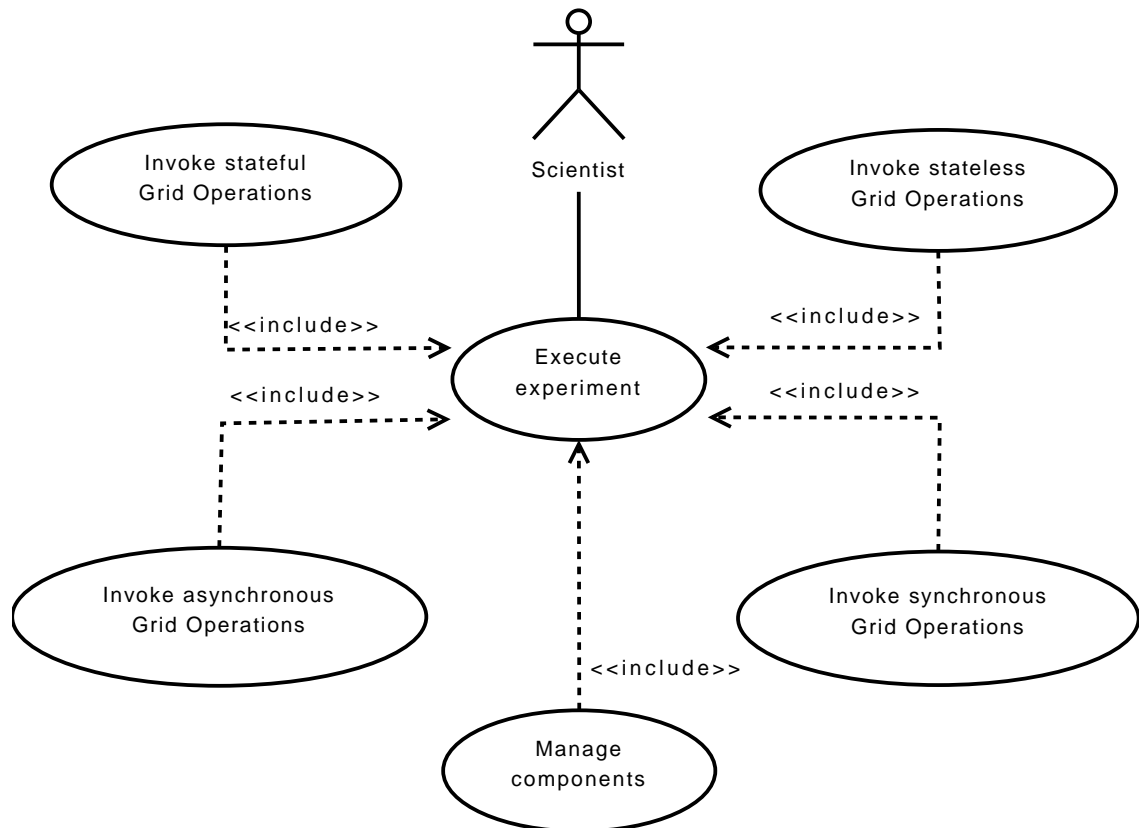 Scientist
Invoke stateful
Grid Operations
Invoke stateless
Grid Operations
<<include>>
<<include>>
Execute
experiment
<<include>>
<<include>>
Invoke asynchronous
Grid Operations
Invoke synchronous
Grid Operations
<<include>>
Manage
components